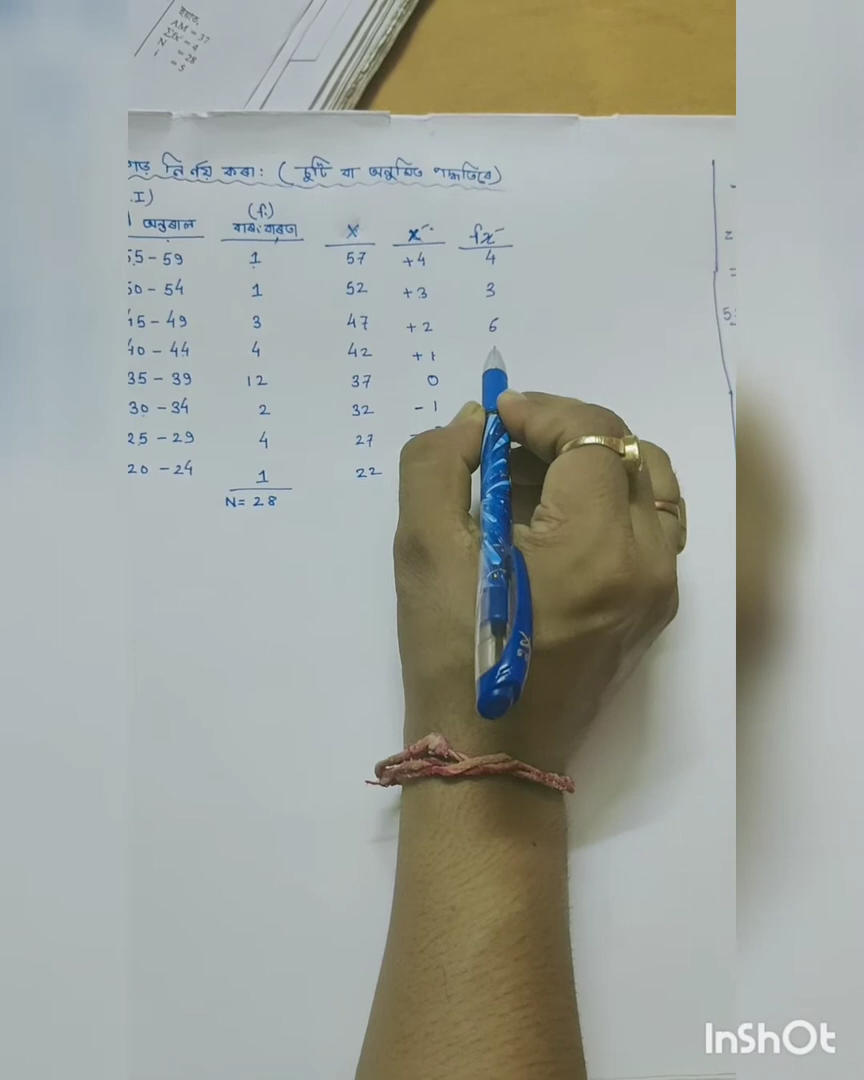 AM = 37
= 28
= 5
গড় নিৰ্ণয় কৰা : ( চুটি বা অনুমিত পদ্ধতিৰে)
.I)
(f)
অন্তৰাল বাৰংবাৰতা X x´ fx´
55 - 59 1 57 +4 4
50 - 54 1 52 +3 3
45 - 49 3 47 +2 6
40 - 44 4 42 +1
35 - 39 12 37 0
30 - 34 2 32 -1
25 - 29 4 27
20 - 24 1 22
N = 28
InShOt